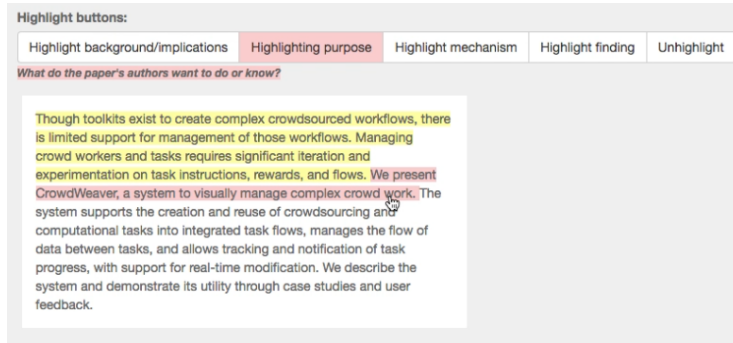 Highlight buttons:
Highlight background/implications Highlighting purpose Highlight mechanism Highlight finding Unhighlight
What do the paper's authors want to do or know?
Though toolkits exist to create complex crowdsourced workflows, there
is limited support for management of those workflows. Managing
crowd workers and tasks requires significant iteration and
experimentation on task instructions, rewards, and flows. We present
CrowdWeaver, a system to visually manage complex crowd work. The
system supports the creation and reuse of crowdsourcing and
computational tasks into integrated task flows, manages the flow of
data between tasks, and allows tracking and notification of task
progress, with support for real-time modification. We describe the
system and demonstrate its utility through case studies and user
feedback.